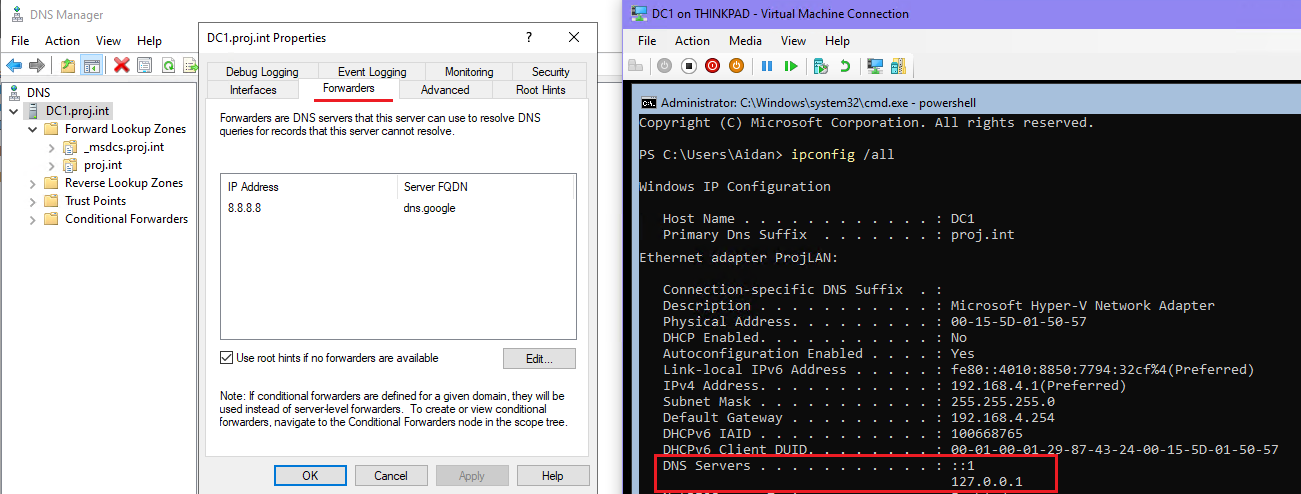 DNS Manager
File Action View Help
DNS
DC1.proj.int
Forward Lookup Zones
_msdcs.proj.int
proj.int
Reverse Lookup Zones
Trust Points
Conditional Forwarders
DC1.proj.int Properties
?
Debug Logging Event Logging Monitoring Security
Interfaces Forwarders Advanced Root Hints
Forwarders are DNS servers that this server can use to resolve DNS
queries for records that this server cannot resolve.
IP Address Server FQDN
8.8.8.8 dns.google
Use root hints if no forwarders are available
Edit...
Note: If conditional forwarders are defined for a given domain, they will be
used instead of server-level forwarders. To create or view conditional
forwarders, navigate to the Conditional Forwarders node in the scope tree.
OK Cancel Apply Help
DC1 on THINKPAD - Virtual Machine Connection
File Action Media View Help
Administrator: C:\Windows\system32\cmd.exe - powershell
Copyright (C) Microsoft Corporation. All rights reserved.
PS C:\Users\Aidan> ipconfig /all
Windows IP Configuration
Host Name . . . . . . . . . . . . : DC1
Primary Dns Suffix . . . . . . . : proj.int
Ethernet adapter ProjLAN:
Connection-specific DNS Suffix . :
Description . . . . . . . . . . . : Microsoft Hyper-V Network Adapter
Physical Address. . . . . . . . . : 00-15-5D-01-50-57
DHCP Enabled. . . . . . . . . . . : No
Autoconfiguration Enabled . . . . : Yes
Link-local IPv6 Address . . . . . : fe80::4010:8850:7794:32cf%4(Preferred)
IPv4 Address. . . . . . . . . . . : 192.168.4.1(Preferred)
Subnet Mask . . . . . . . . . . . : 255.255.255.0
Default Gateway . . . . . . . . . : 192.168.4.254
DHCPv6 IAID . . . . . . . . . . . : 100668765
DHCPv6 Client DUID. . . . . . . . : 00-01-00-01-29-87-43-24-00-15-5D-01-50-57
DNS Servers . . . . . . . . . . . : ::1
127.0.0.1